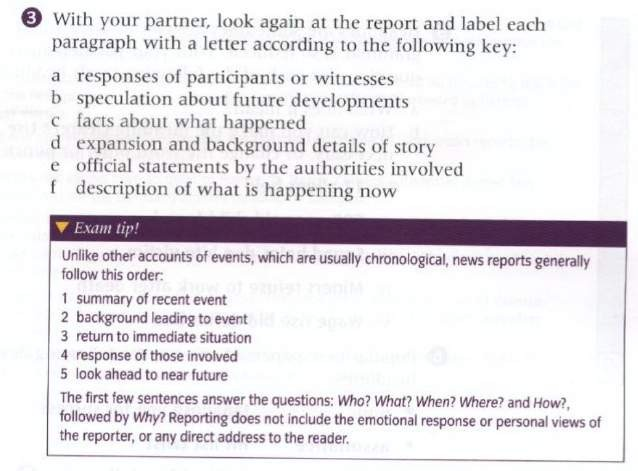 3 With your partner, look again at the report and label each
paragraph with a letter according to the following key:
a responses of participants or witnesses
b speculation about future developments
c facts about what happened
d expansion and background details of story
e official statements by the authorities involved
f description of what is happening now
▼ Exam tip!
Unlike other accounts of events, which are usually chronological, news reports generally
follow this order:
1 summary of recent event
2 background leading to event
3 return to immediate situation
4 response of those involved
5 look ahead to near future
The first few sentences answer the questions: Who? What? When? Where? and How?,
followed by Why? Reporting does not include the emotional response or personal views of
the reporter, or any direct address to the reader.